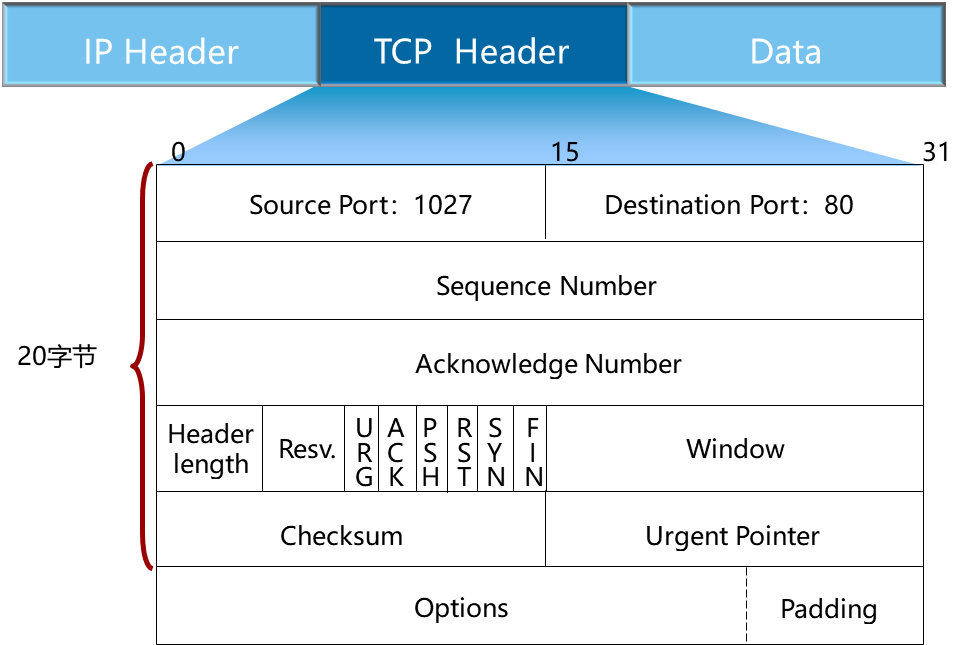 IP Header
TCP Header
Data
0
15
31
Source Port：1027
Destination Port：80
Sequence Number
20字节
Acknowledge Number
Header
length
Resv.
URG
ACK
PSH
RST
SYN
FIN
Window
Checksum
Urgent Pointer
Options
Padding